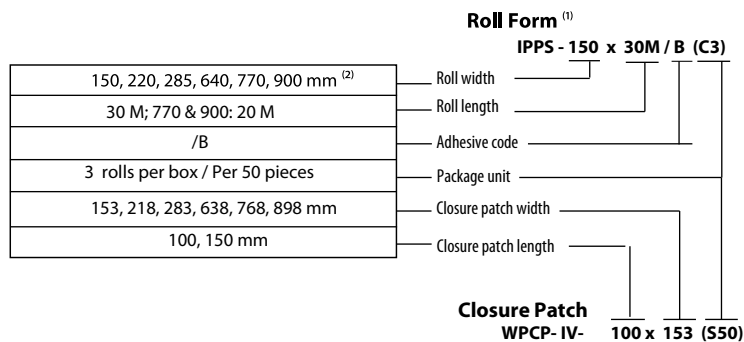 Roll Form (1)
IPPS - 150 x 30M / B (C3)
150, 220, 285, 640, 770, 900 mm (2)
Roll width
30 M; 770 & 900: 20 M
Roll length
/B
Adhesive code
3 rolls per box / Per 50 pieces
Package unit
153, 218, 283, 638, 768, 898 mm
Closure patch width
100, 150 mm
Closure patch length
Closure Patch
WPCP- IV- 100 x 153 (S50)